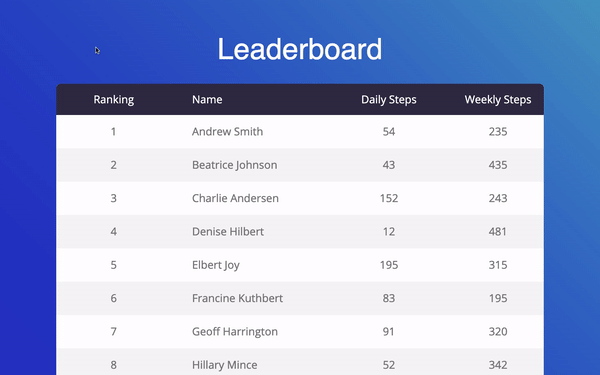 Leaderboard
Ranking Name Daily Steps Weekly Steps
1 Andrew Smith 54 235
2 Beatrice Johnson 43 435
3 Charlie Andersen 152 243
4 Denise Hilbert 12 481
5 Elbert Joy 195 315
6 Francine Kuthbert 83 195
7 Geoff Harrington 91 320
8 Hillary Mince 52 342